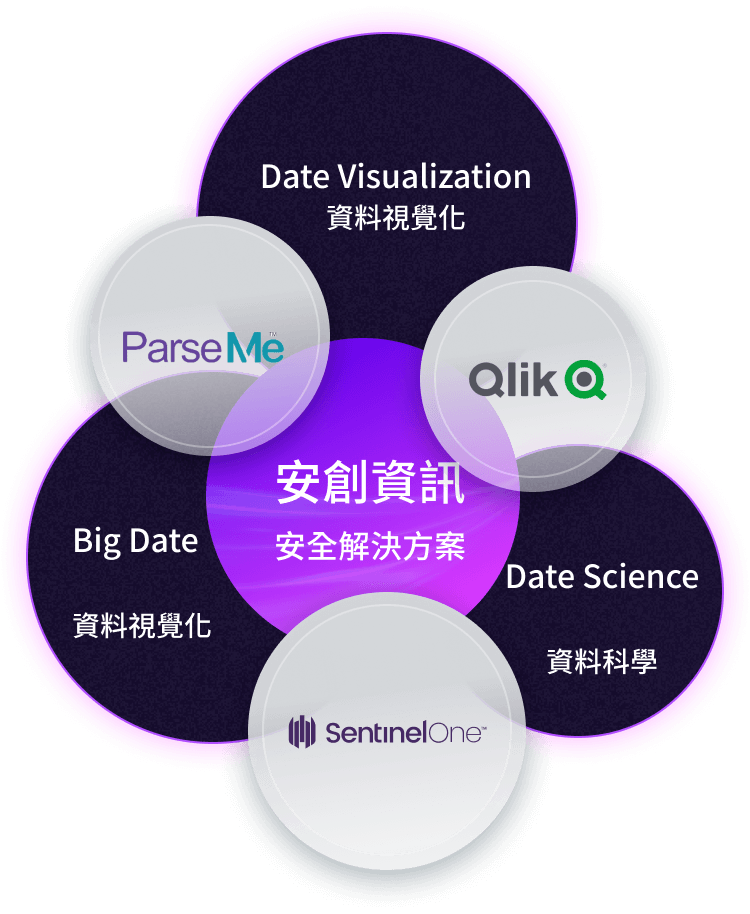 Date Visualization
資料視覺化
ParseMe™
Qlik Q®
安創資訊
安全解決方案
Big Date
資料視覺化
Date Science
資料科學
SentinelOne™